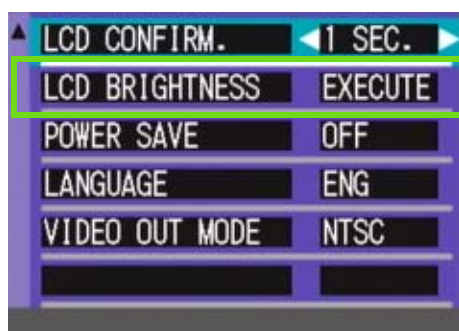 LCD CONFIRM. 1 SEC.
LCD BRIGHTNESS EXECUTE
POWER SAVE OFF
LANGUAGE ENG
VIDEO OUT MODE NTSC